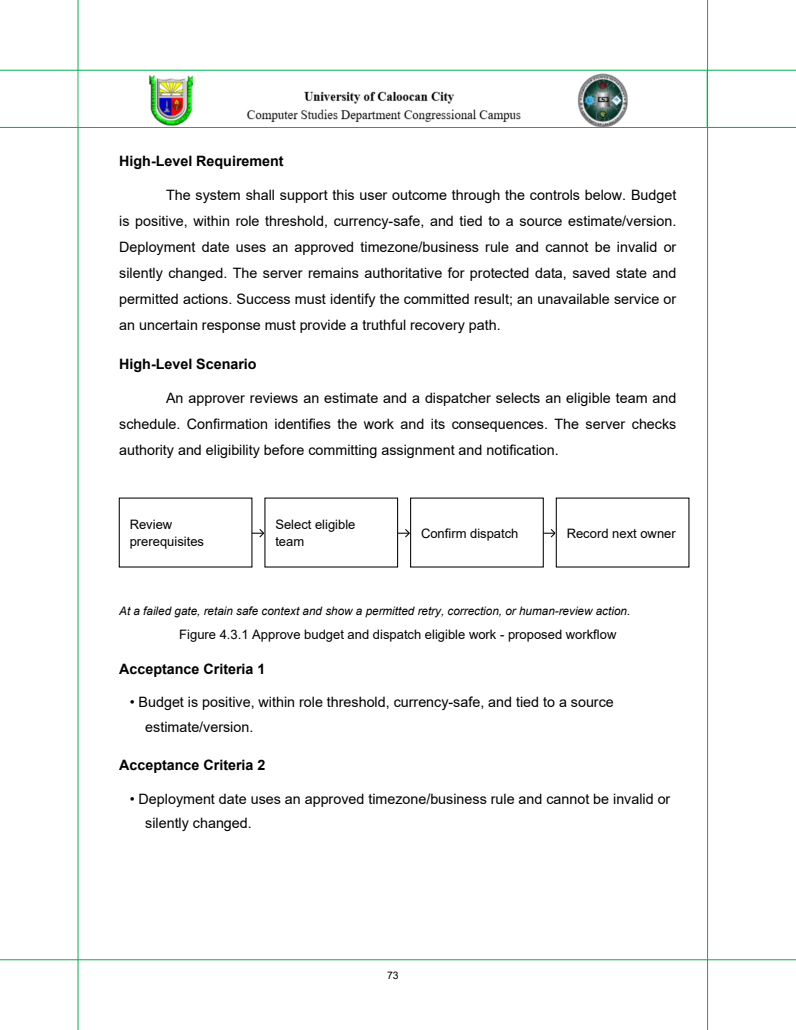 University of Caloocan City
Computer Studies Department Congressional Campus
High-Level Requirement
The system shall support this user outcome through the controls below. Budget
is positive, within role threshold, currency-safe, and tied to a source estimate/version.
Deployment date uses an approved timezone/business rule and cannot be invalid or
silently changed. The server remains authoritative for protected data, saved state and
permitted actions. Success must identify the committed result; an unavailable service or
an uncertain response must provide a truthful recovery path.
High-Level Scenario
An approver reviews an estimate and a dispatcher selects an eligible team and
schedule. Confirmation identifies the work and its consequences. The server checks
authority and eligibility before committing assignment and notification.
Review
prerequisites
Select eligible
team
Confirm dispatch
Record next owner
At a failed gate, retain safe context and show a permitted retry, correction, or human-review action.
Figure 4.3.1 Approve budget and dispatch eligible work - proposed workflow
Acceptance Criteria 1
• Budget is positive, within role threshold, currency-safe, and tied to a source
estimate/version.
Acceptance Criteria 2
• Deployment date uses an approved timezone/business rule and cannot be invalid or
silently changed.
73